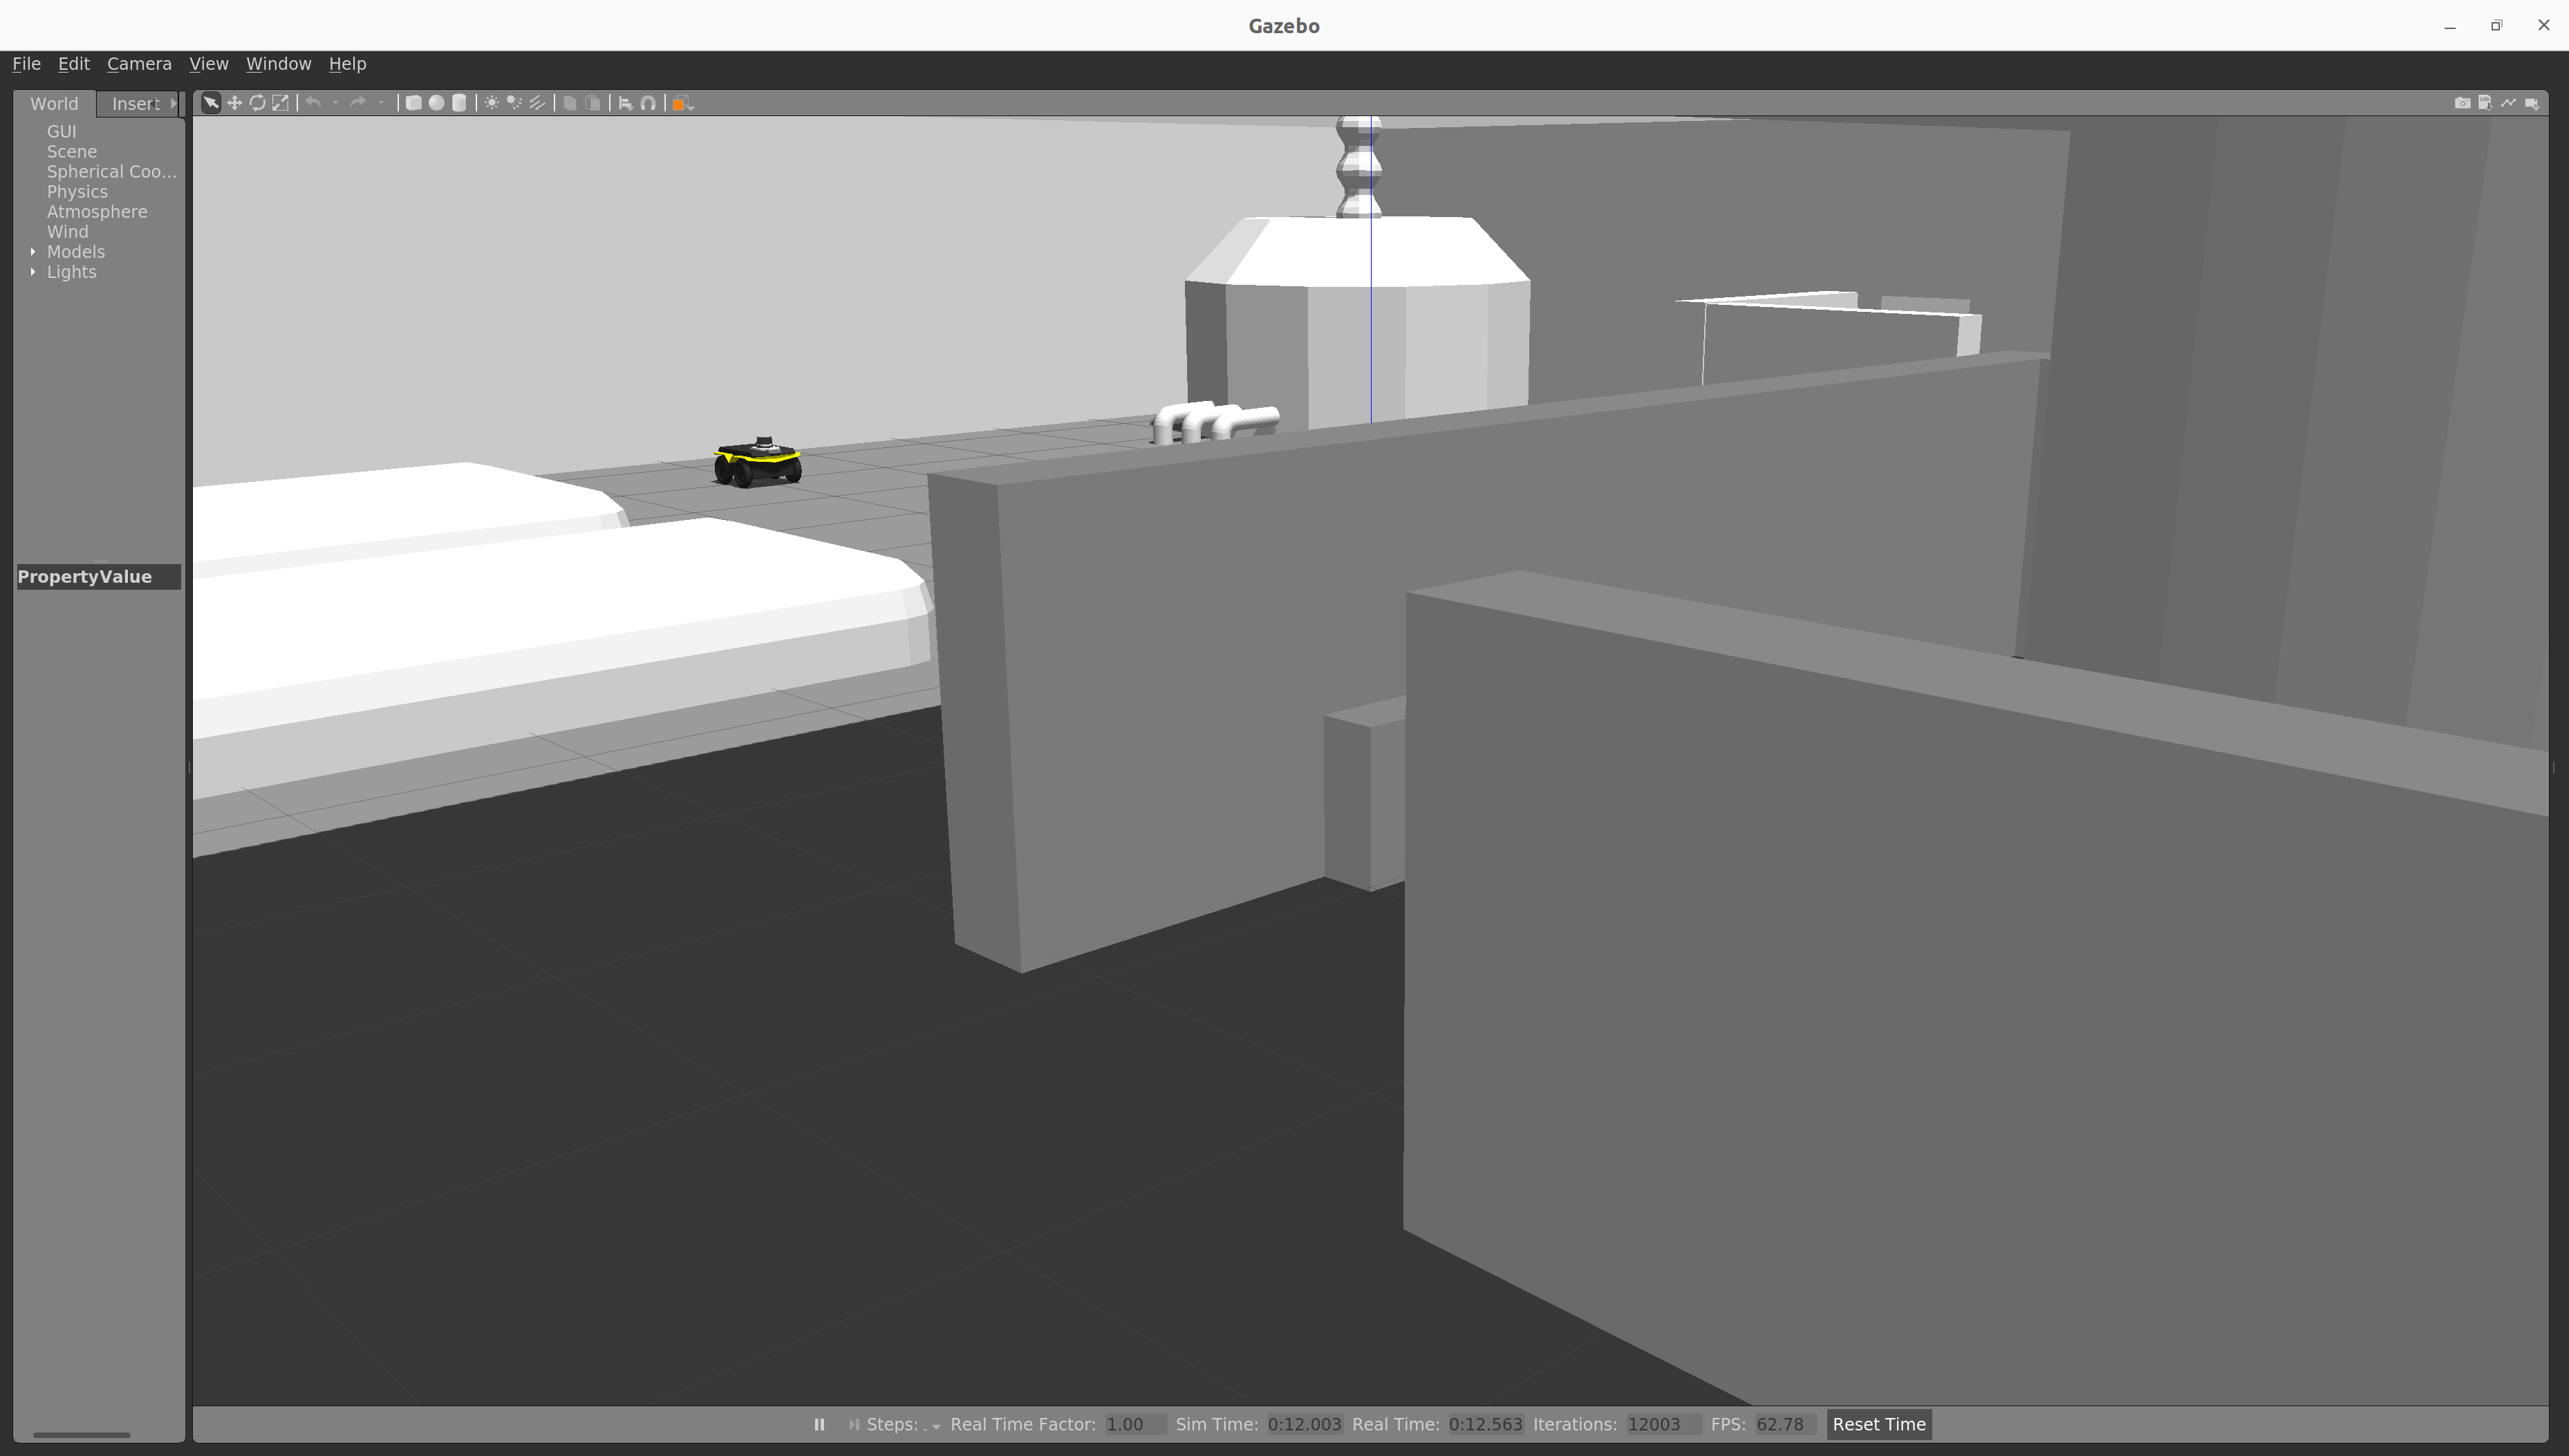 Gazebo
File Edit Camera View Window Help
World Insert
GUI
Scene
Spherical Coo...
Physics
Atmosphere
Wind
Models
Lights
PropertyValue
Steps: Real Time Factor: 1.00 Sim Time: 0:12.003 Real Time: 0:12.563 Iterations: 12003 FPS: 62.78 Reset Time